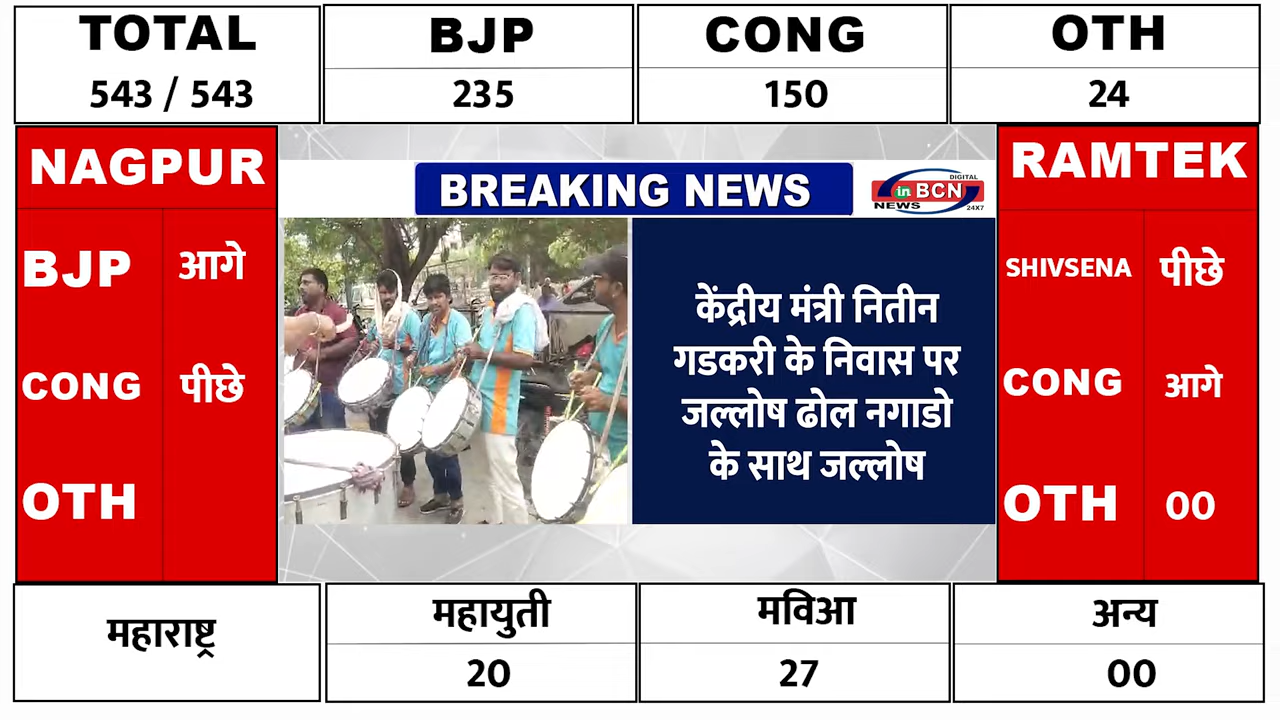 TOTAL
543 / 543
BJP
235
CONG
150
OTH
24
NAGPUR
BJP आगे
CONG पीछे
OTH
BREAKING NEWS
DIGITAL
in BCN
NEWS
24X7
केंद्रीय मंत्री नितीन
गडकरी के निवास पर
जल्लोष ढोल नगाडो
के साथ जल्लोष
RAMTEK
SHIVSENA पीछे
CONG आगे
OTH 00
महाराष्ट्र
महायुती
20
मविआ
27
अन्य
00